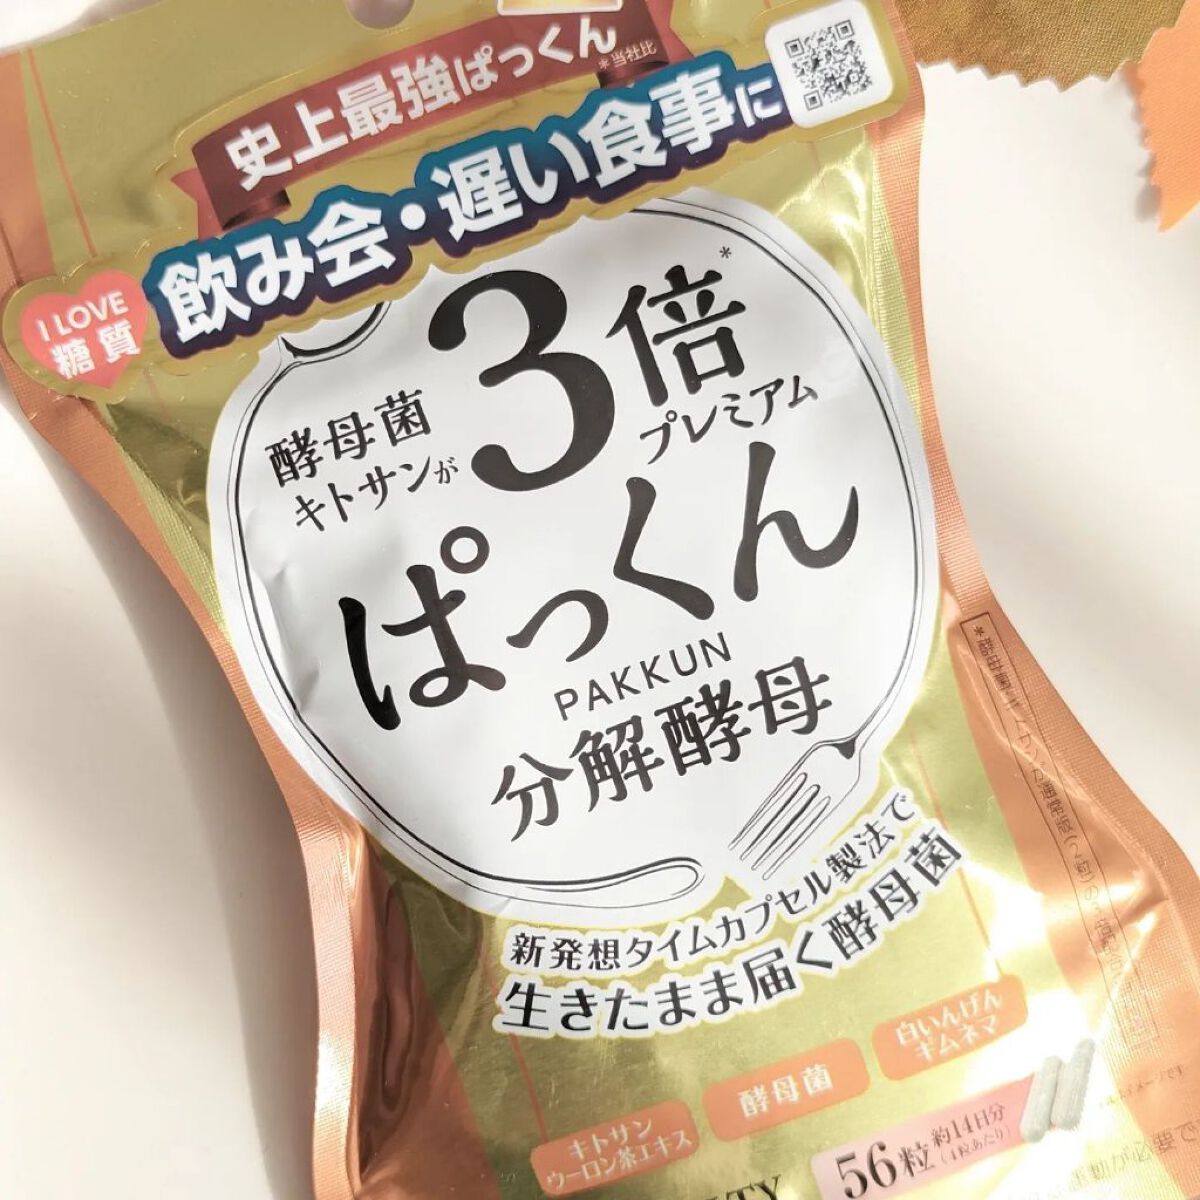 史上最強ぱっくん
*当社比
飲み会・遅い食事に
I LOVE
糖質
酵母菌
キトサンが
3倍*
プレミアム
ぱっくん
PAKKUN
分解酵母
新発想タイムカプセル製法で
生きたまま届く酵母菌
白いんげん
ギムネマ
酵母菌
キトサン
ウーロン茶エキス
56粒
約14日分
(4粒あたり)